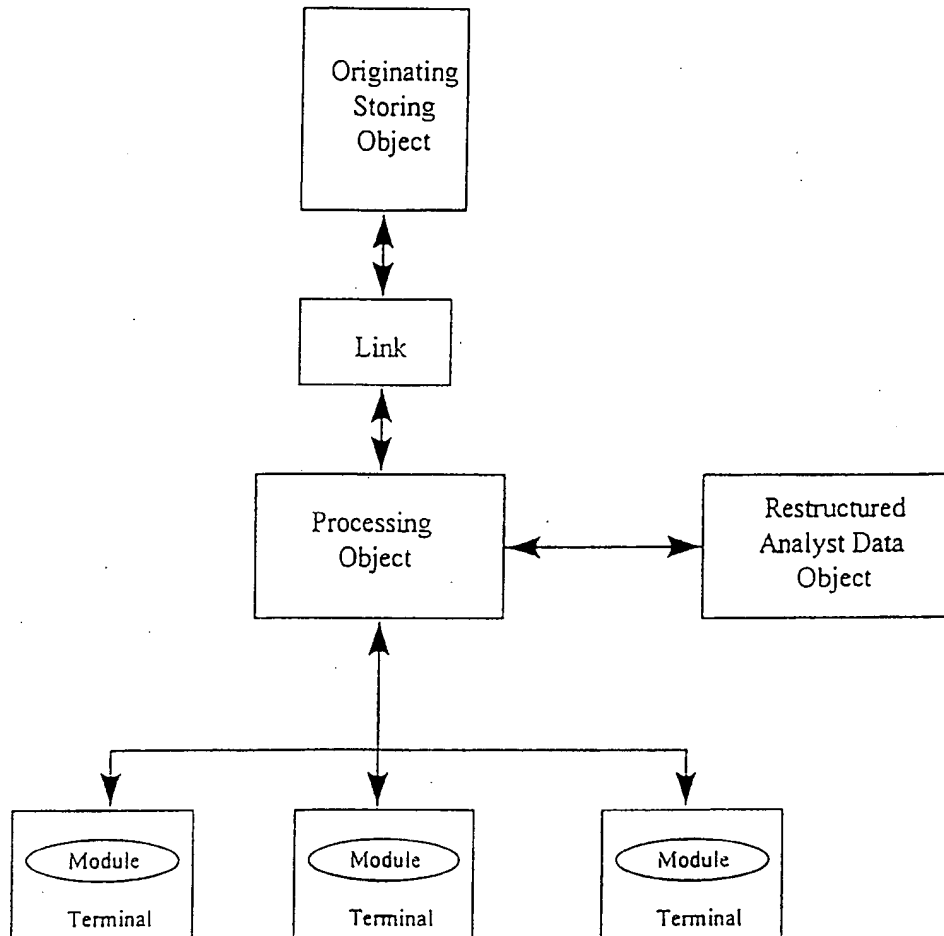 Originating
Storing
Object
Link
Processing
Object
Restructured
Analyst Data
Object
Module
Terminal
Module
Terminal
Module
Terminal